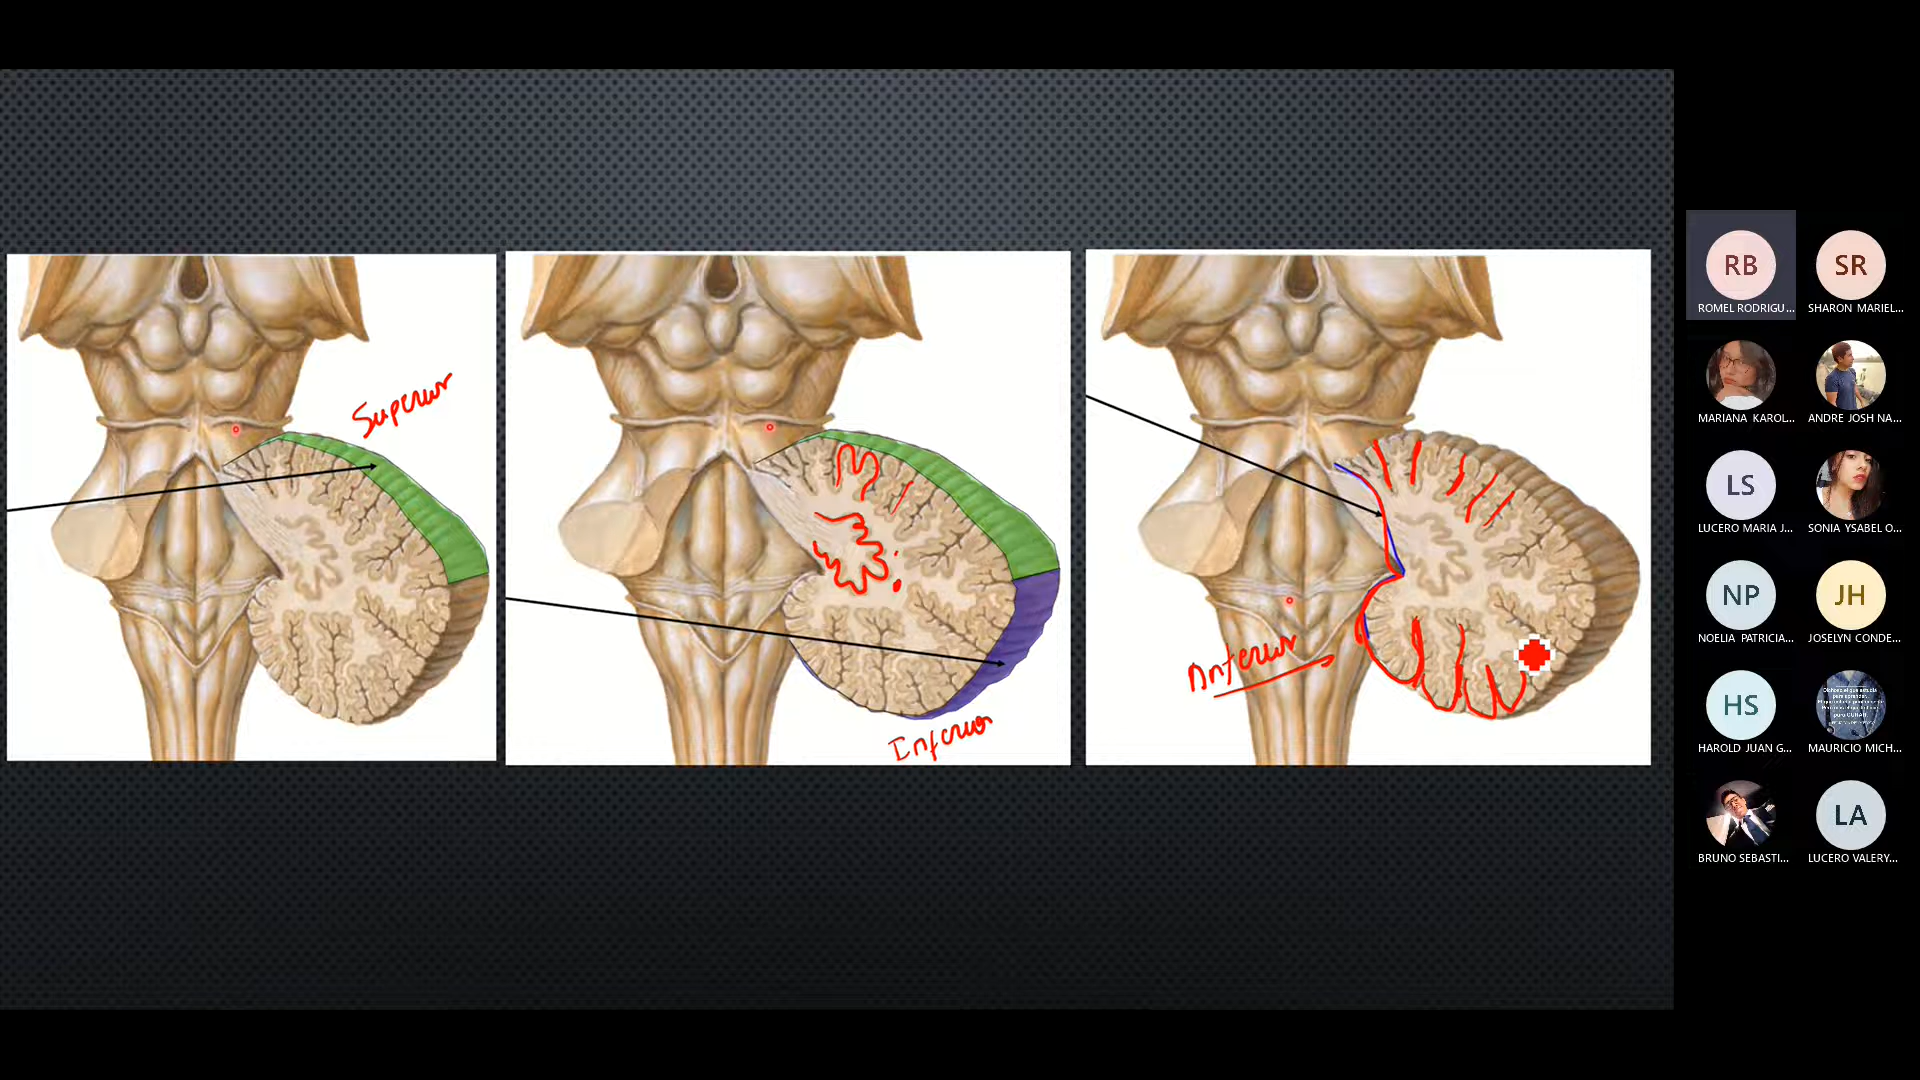 Superior
Inferior
Anterior
RB
ROMEL RODRIGU...
SR
SHARON MARIEL...
MARIANA KAROL...
ANDRE JOSH NA...
LS
LUCERO MARIA J...
SONIA YSABEL O...
NP
NOELIA PATRICIA...
JH
JOSELYN CONDE...
HS
HAROLD JUAN G...
MAURICIO MICH...
BRUNO SEBASTI...
LA
LUCERO VALERY...